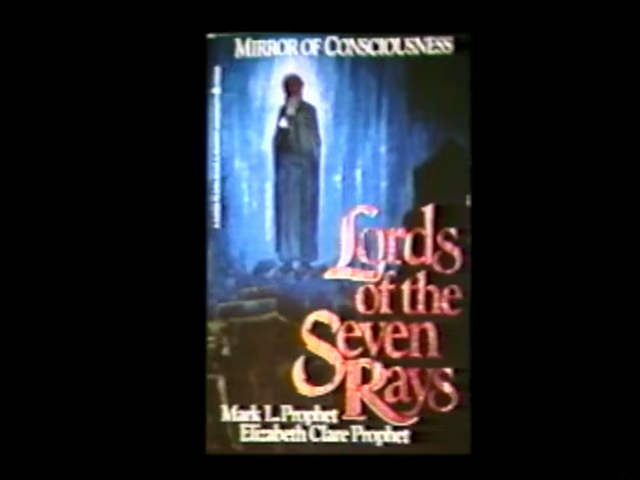 MIRROR OF CONSCIOUSNESS
Lords
of the
Seven
Rays
Mark L. Prophet
Elizabeth Clare Prophet